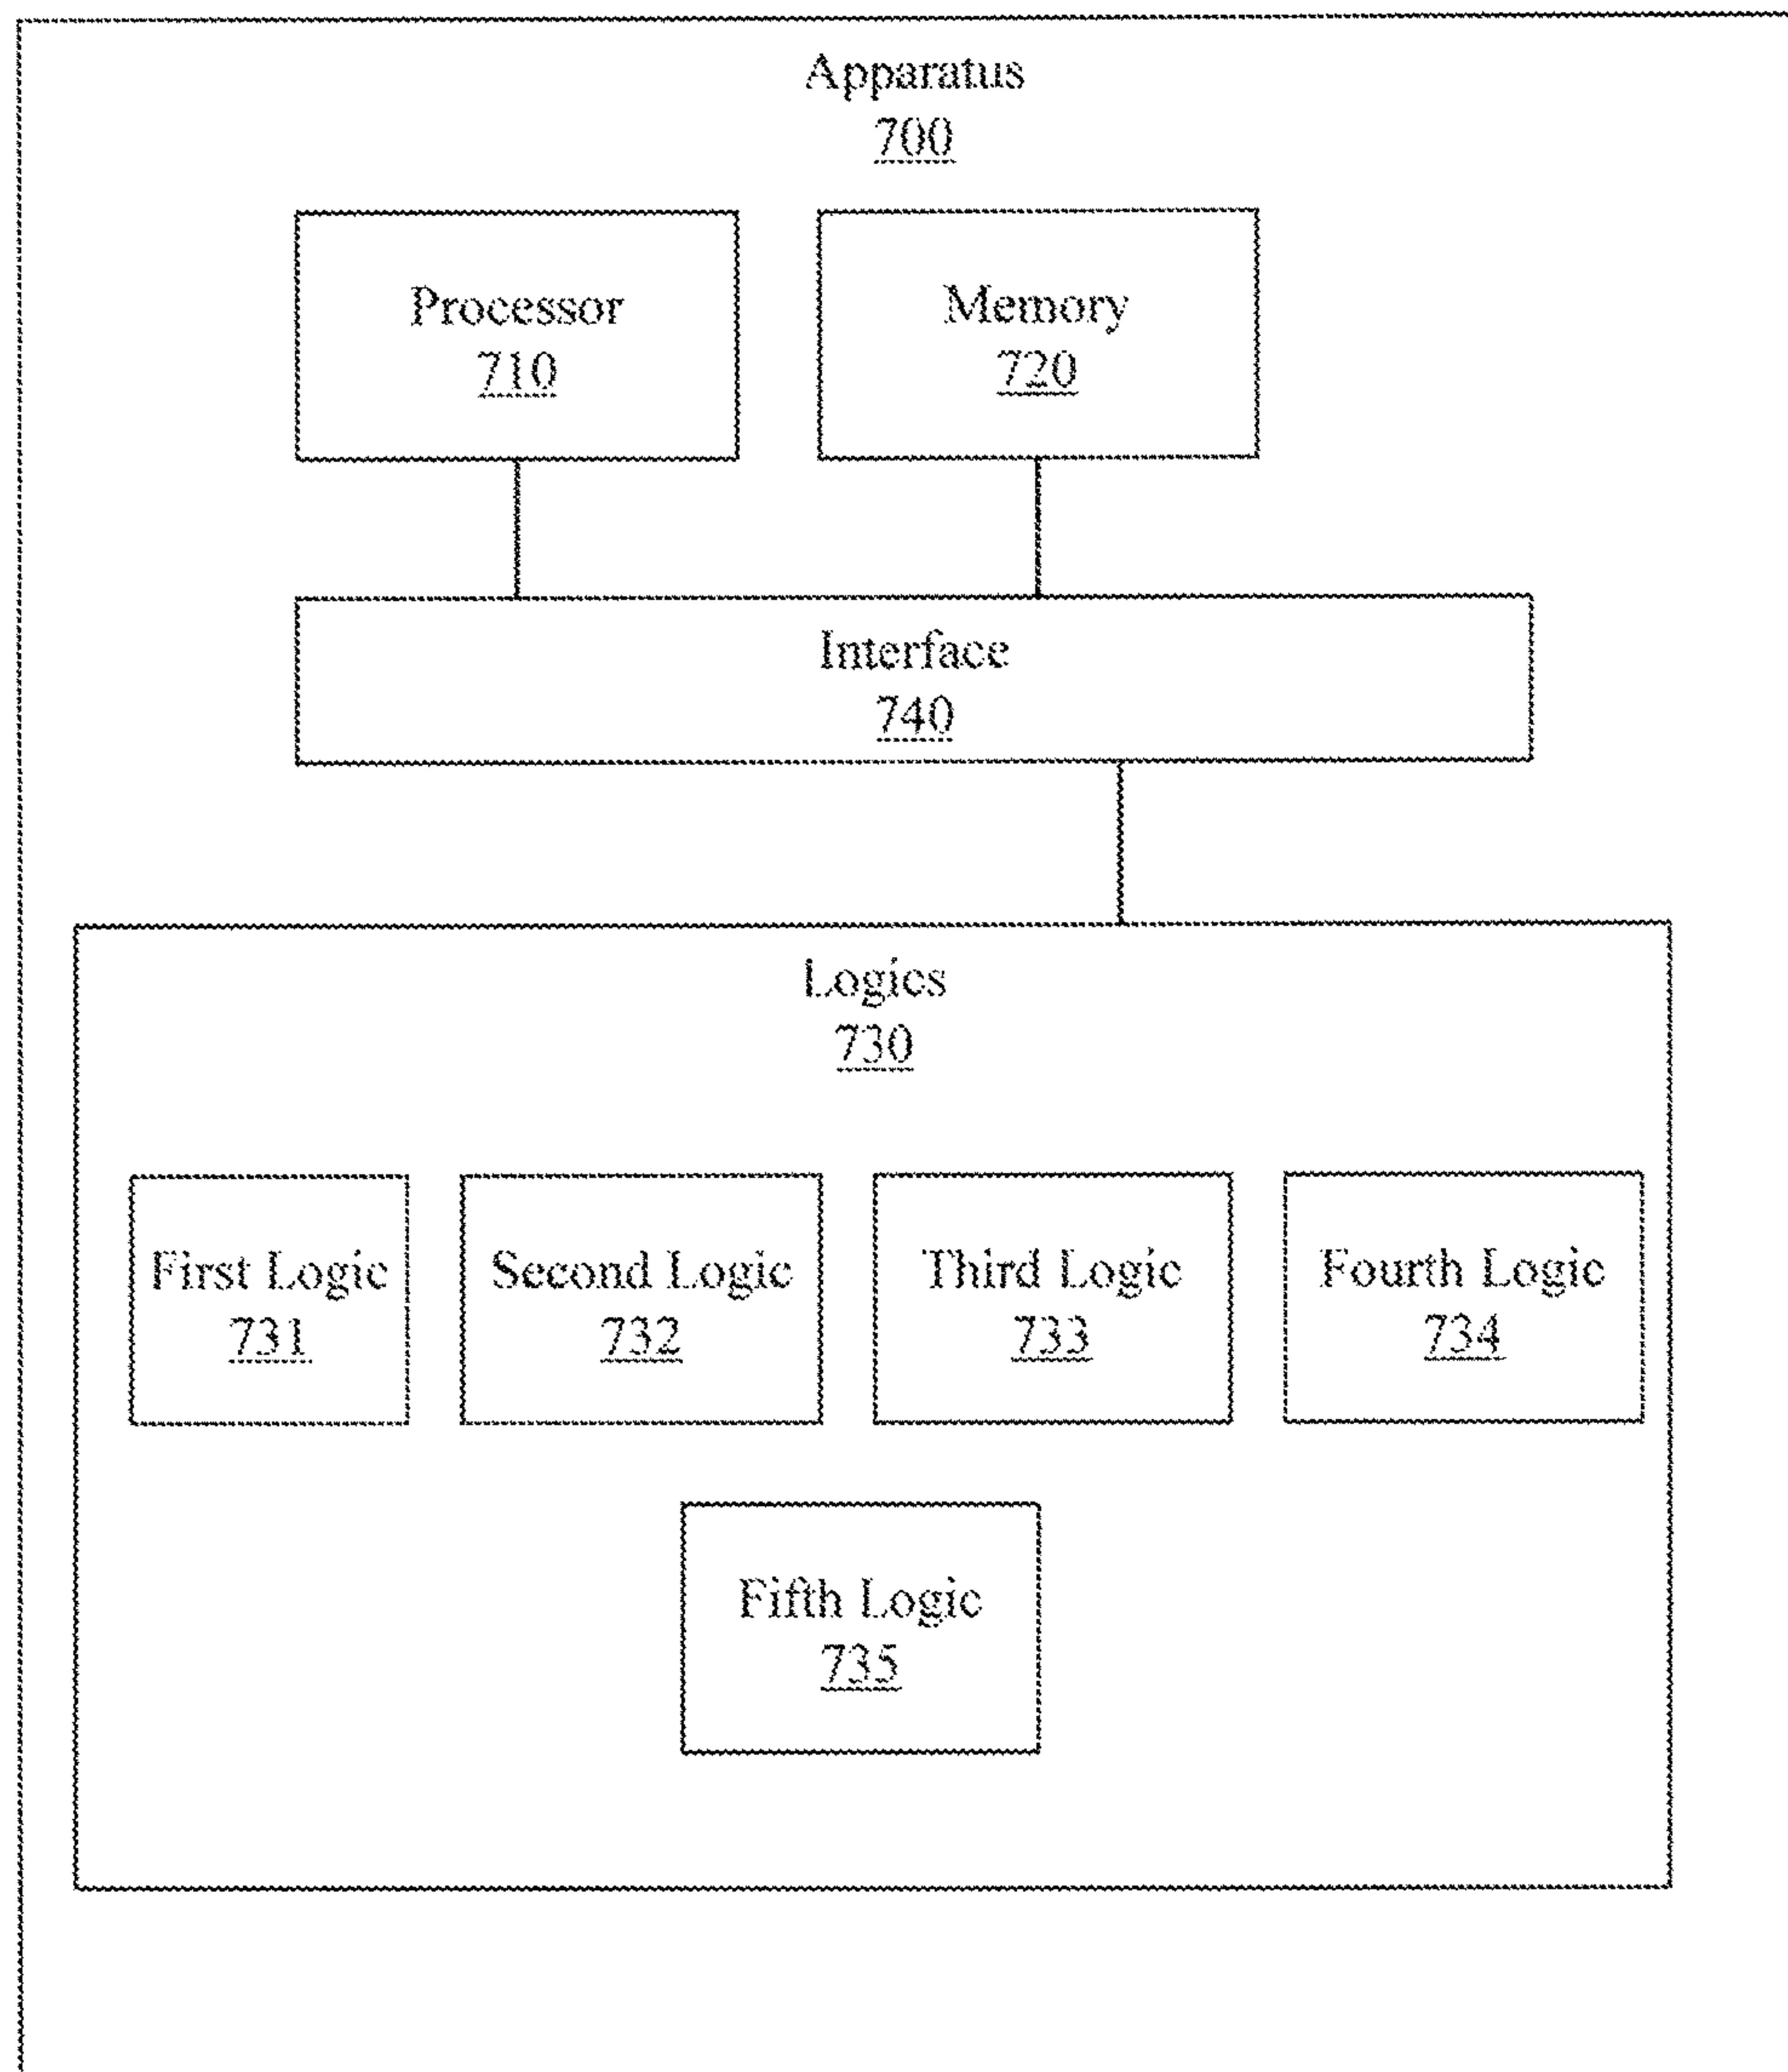 Apparatus
700
Processor
710
Memory
720
Interface
740
Logics
730
First Logic
731
Second Logic
732
Third Logic
733
Fourth Logic
734
Fifth Logic
735